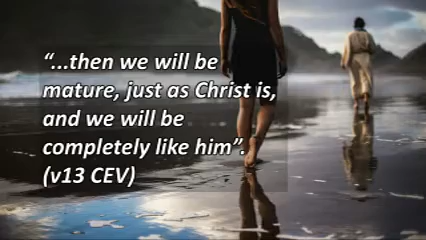 “...then we will be
mature, just as Christ is,
and we will be
completely like him”.
(v13 CEV)